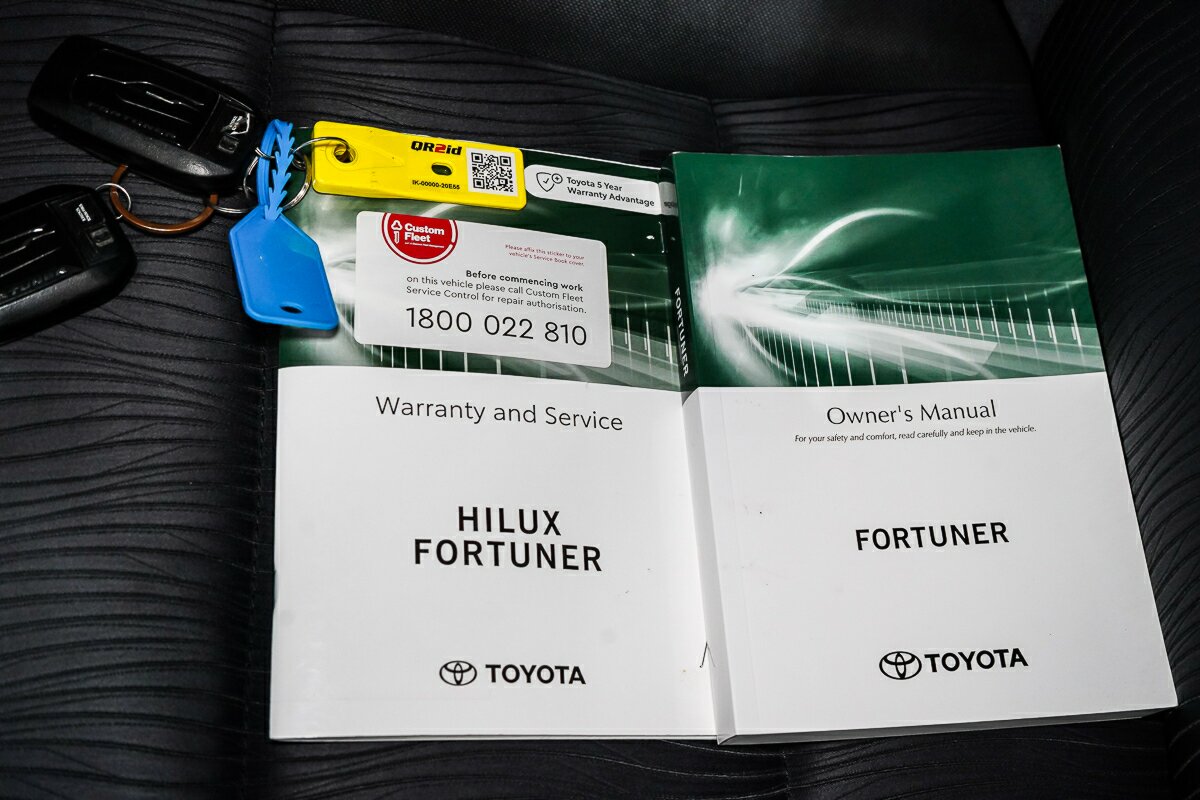 QR2id
IK-00000-20E55
Toyota 5 Year
Warranty Advantage
Custom
Fleet
Please affix this sticker to your
vehicle's Service Book cover.
Before commencing work
on this vehicle please call Custom Fleet
Service Control for repair authorisation.
1800 022 810
Warranty and Service
HILUX
FORTUNER
TOYOTA
FORTUNER
Owner's Manual
For your safety and comfort, read carefully and keep in the vehicle.
FORTUNER
TOYOTA